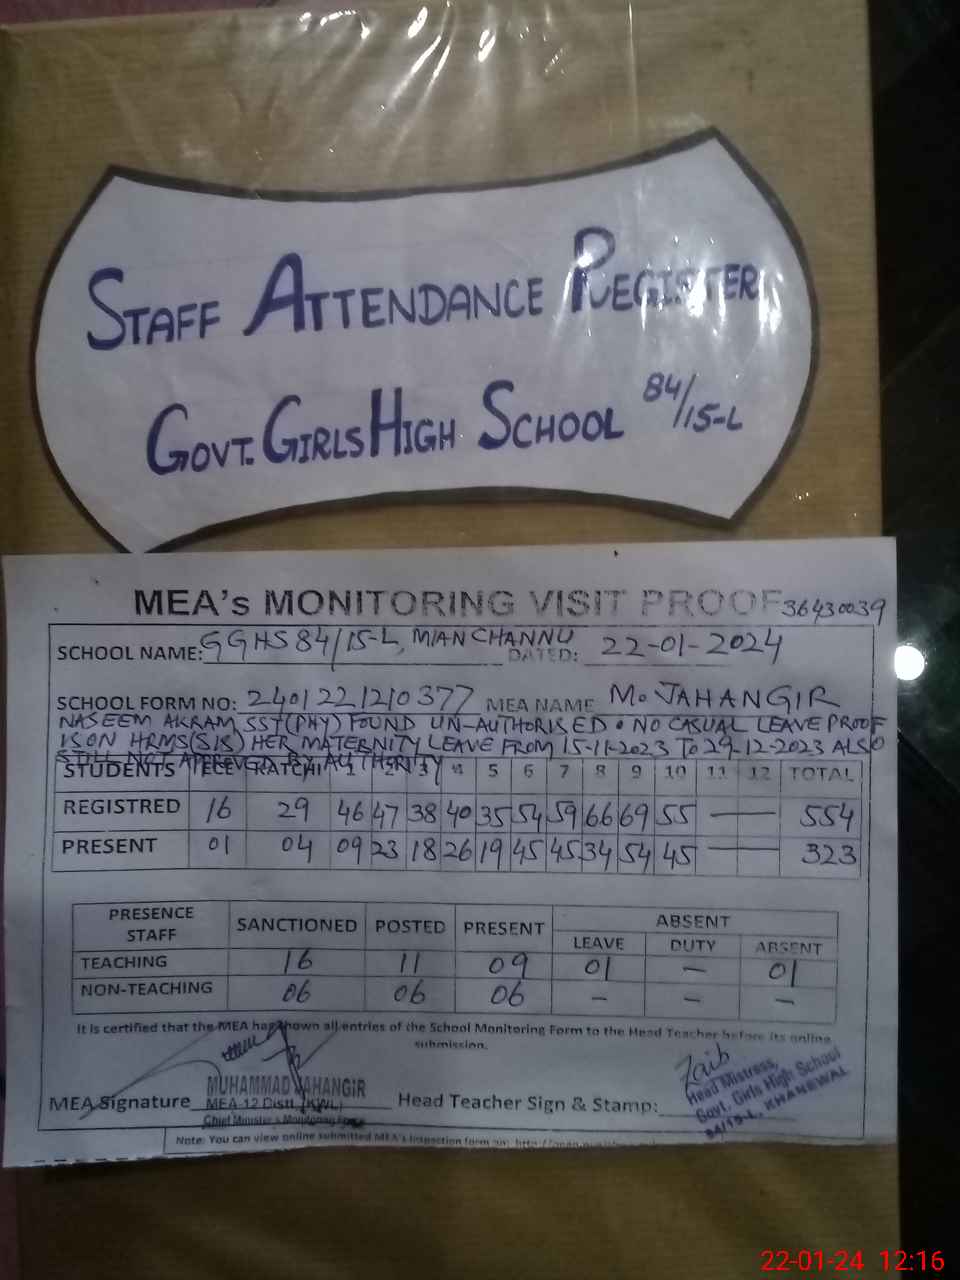 STAFF ATTENDANCE REGISTER
GOVT. GIRLS HIGH SCHOOL 84/15-L
MEA's MONITORING VISIT PROOF 36430039
SCHOOL NAME: GGHS 84/15-L, MIAN CHANNU DATED: 22-01-2024
SCHOOL FORM NO: 2401221210377 MEA NAME M. JAHANGIR
NASEEM AKRAM SST(PHY) FOUND UN-AUTHORISED. NO CASUAL LEAVE PROOF
IS ON HRMS(SIS) HER MATERNITY LEAVE FROM 15-11-2023 TO 29-12-2023 ALSO
STILL NOT APPROVED BY AUTHORITY
STUDENTS ECE KATCHI 1 2 3 4 5 6 7 8 9 10 11 12 TOTAL
REGISTRED 16 29 46 47 38 40 35 54 59 66 69 55 — 554
PRESENT 01 04 09 23 18 26 19 45 45 34 54 45 — 323
PRESENCE STAFF SANCTIONED POSTED PRESENT ABSENT
LEAVE DUTY ABSENT
TEACHING 16 11 09 01 – 01
NON-TEACHING 06 06 06 – – –
It is certified that the MEA has shown all entries of the School Monitoring Form to the Head Teacher before its online
submission.
MUHAMMAD JAHANGIR
MEA-12 Distt. (KWL)
Chief Minister's Monitoring Force
MEA Signature
Head Teacher Sign & Stamp:
Zaib
Head Mistress,
Govt. Girls High School
84/15-L, KHANEWAL
Note: You can view online submitted MEA's inspection form on:
22-01-24 12:16